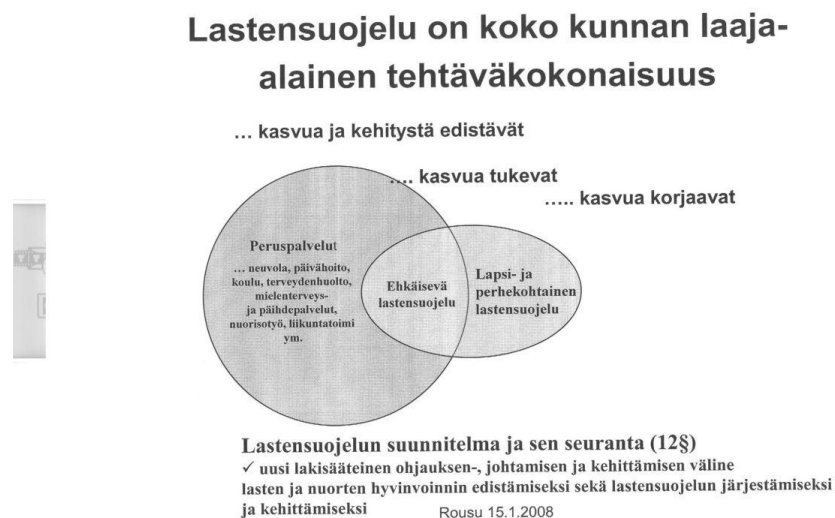 Lastensuojelu on koko kunnan laaja-
alainen tehtäväkokonaisuus
… kasvua ja kehitystä edistävät
…. kasvua tukevat
….. kasvua korjaavat
Peruspalvelut
… neuvola, päivähoito,
koulu, terveydenhuolto,
mielenterveys-
ja päihdepalvelut,
nuorisotyö, liikuntatoimi
ym.
Ehkäisevä
lastensuojelu
Lapsi- ja
perhekohtainen
lastensuojelu
Lastensuojelun suunnitelma ja sen seuranta (12§)
✓ uusi lakisääteinen ohjauksen-, johtamisen ja kehittämisen väline
lasten ja nuorten hyvinvoinnin edistämiseksi sekä lastensuojelun järjestämiseksi
ja kehittämiseksi
Rousu 15.1.2008